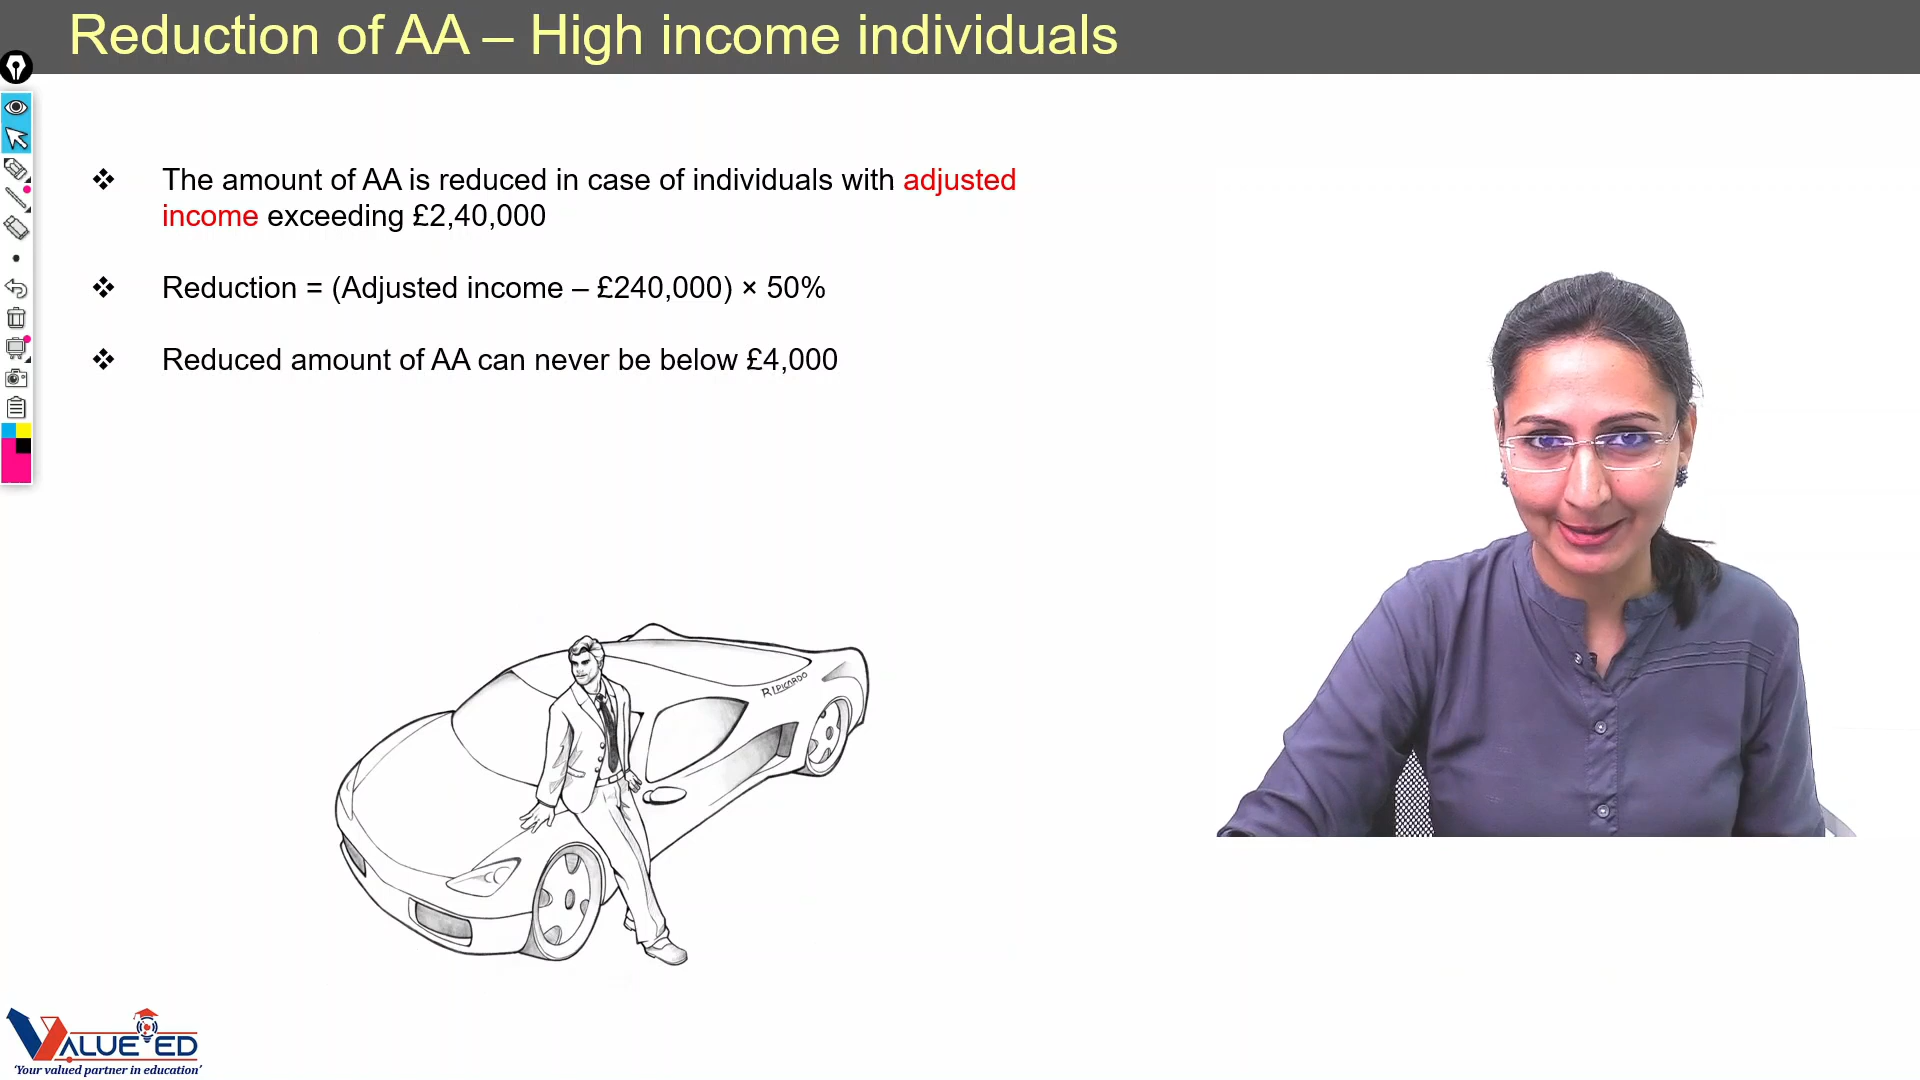 Reduction of AA – High income individuals
❖ The amount of AA is reduced in case of individuals with adjusted
income exceeding £2,40,000
❖ Reduction = (Adjusted income – £240,000) × 50%
❖ Reduced amount of AA can never be below £4,000
RIPICARDO
VALUE ED
'Your valued partner in education'